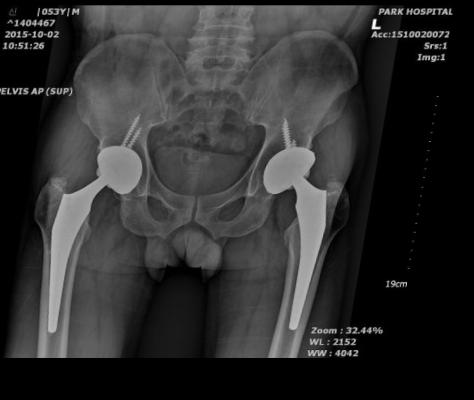 신 |053Y|M
^1404467
2015-10-02
10:51:26
PELVIS AP (SUP)
PARK HOSPITAL
L
Acc:1510020072
Srs:1
Img:1
19cm
Zoom : 32.44%
WL : 2152
WW : 4042